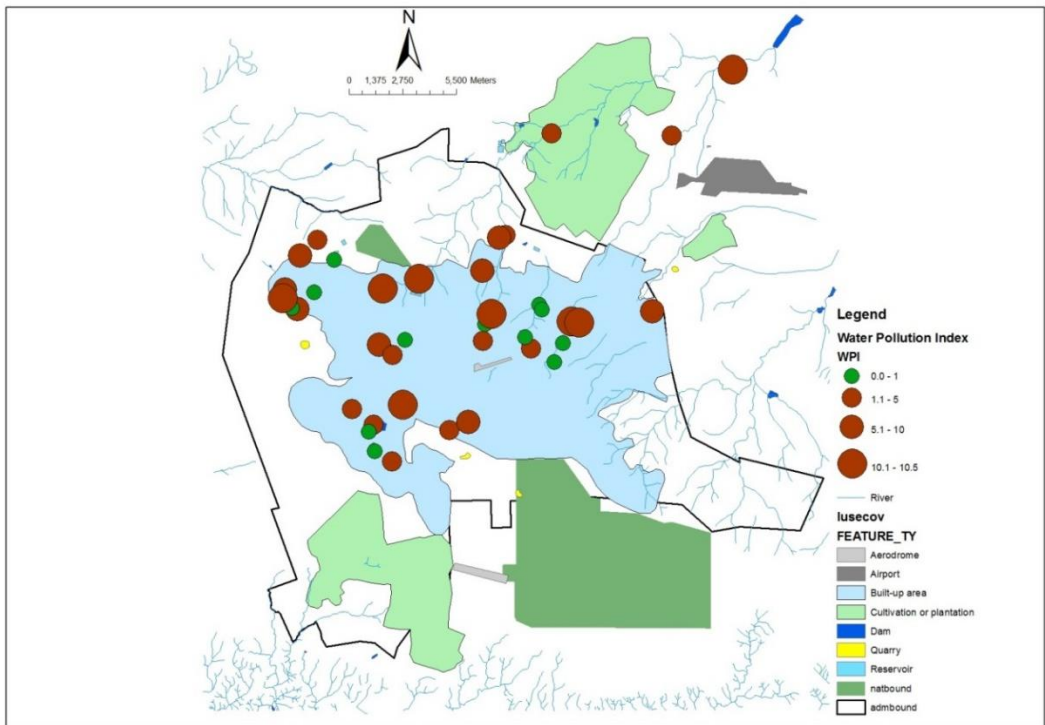 N
0 1,375 2,750 5,500 Meters
Legend
Water Pollution Index
WPI
0.0 - 1
1.1 - 5
5.1 - 10
10.1 - 10.5
River
lusecov
FEATURE_TY
Aerodrome
Airport
Built-up area
Cultivation or plantation
Dam
Quarry
Reservoir
natbound
admbound